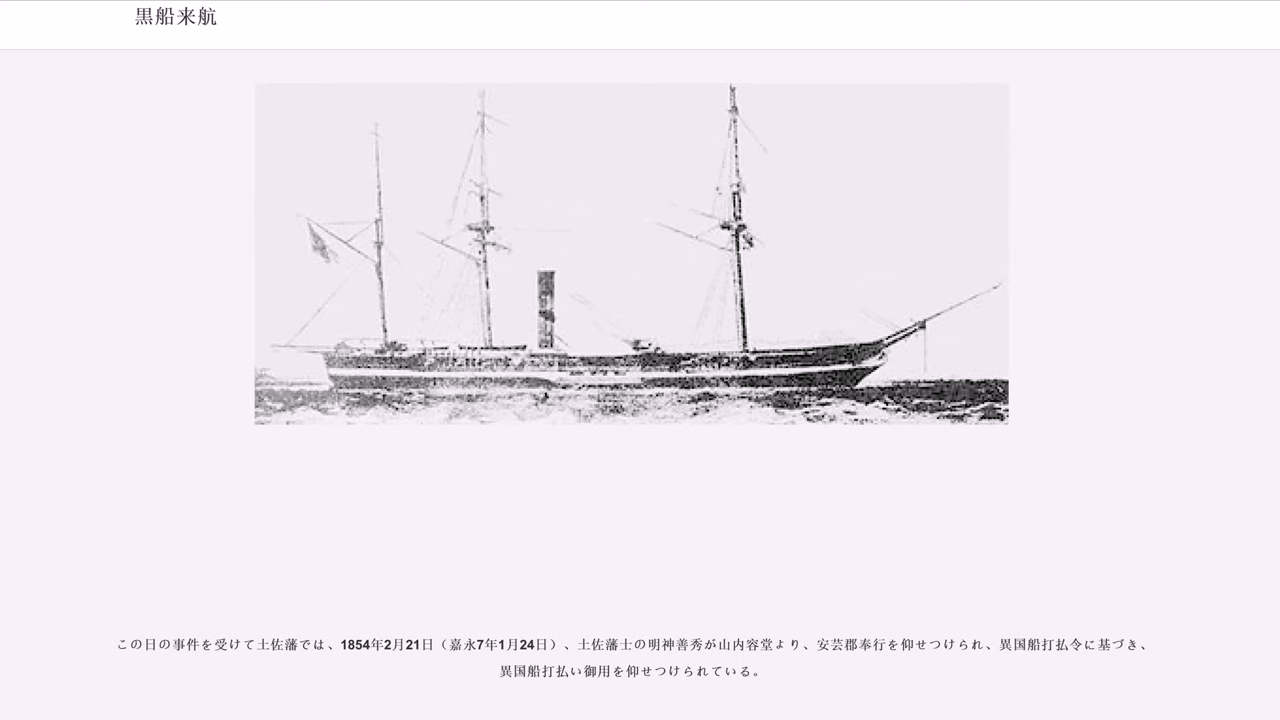 黒船来航
この日の事件を受けて土佐藩では、1854年2月21日（嘉永7年1月24日）、土佐藩士の明神善秀が山内容堂より、安芸郡奉行を仰せつけられ、異国船打払令に基づき、
異国船打払い御用を仰せつけられている。